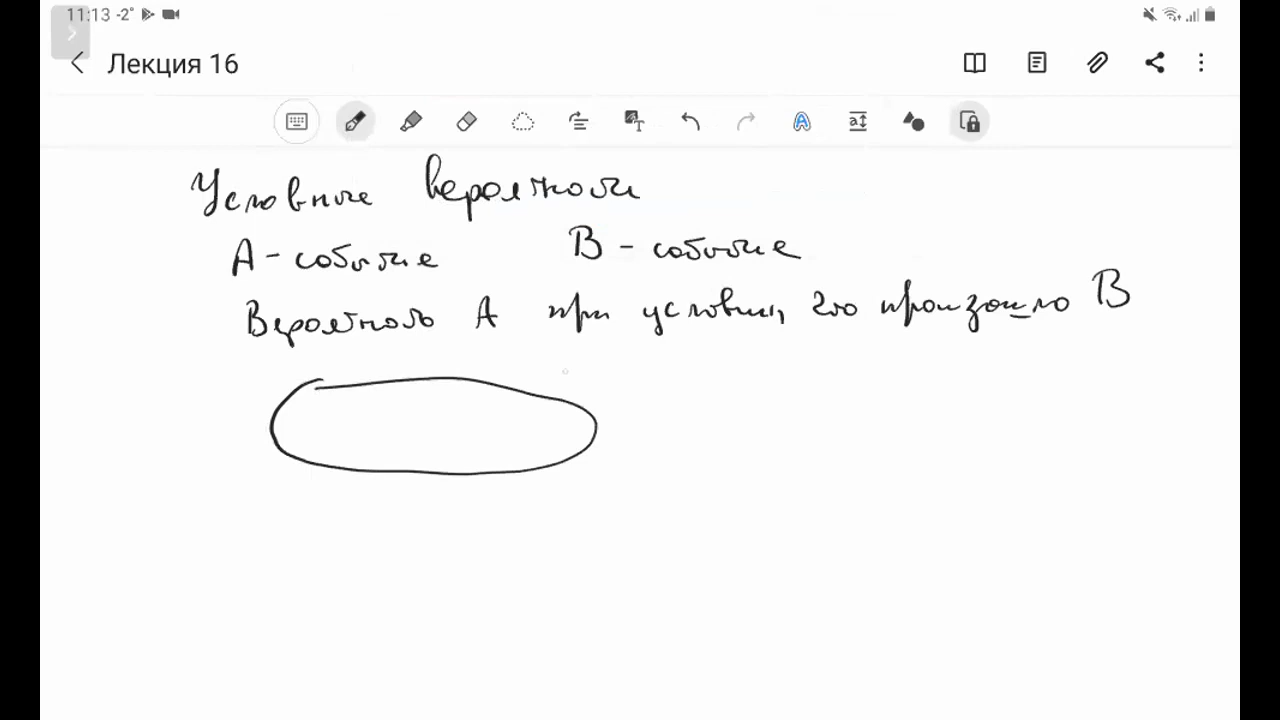 11:13 -2°
Лекция 16
Условные вероятности
A - событие B - событие
Вероятность A при условии, что произошло B